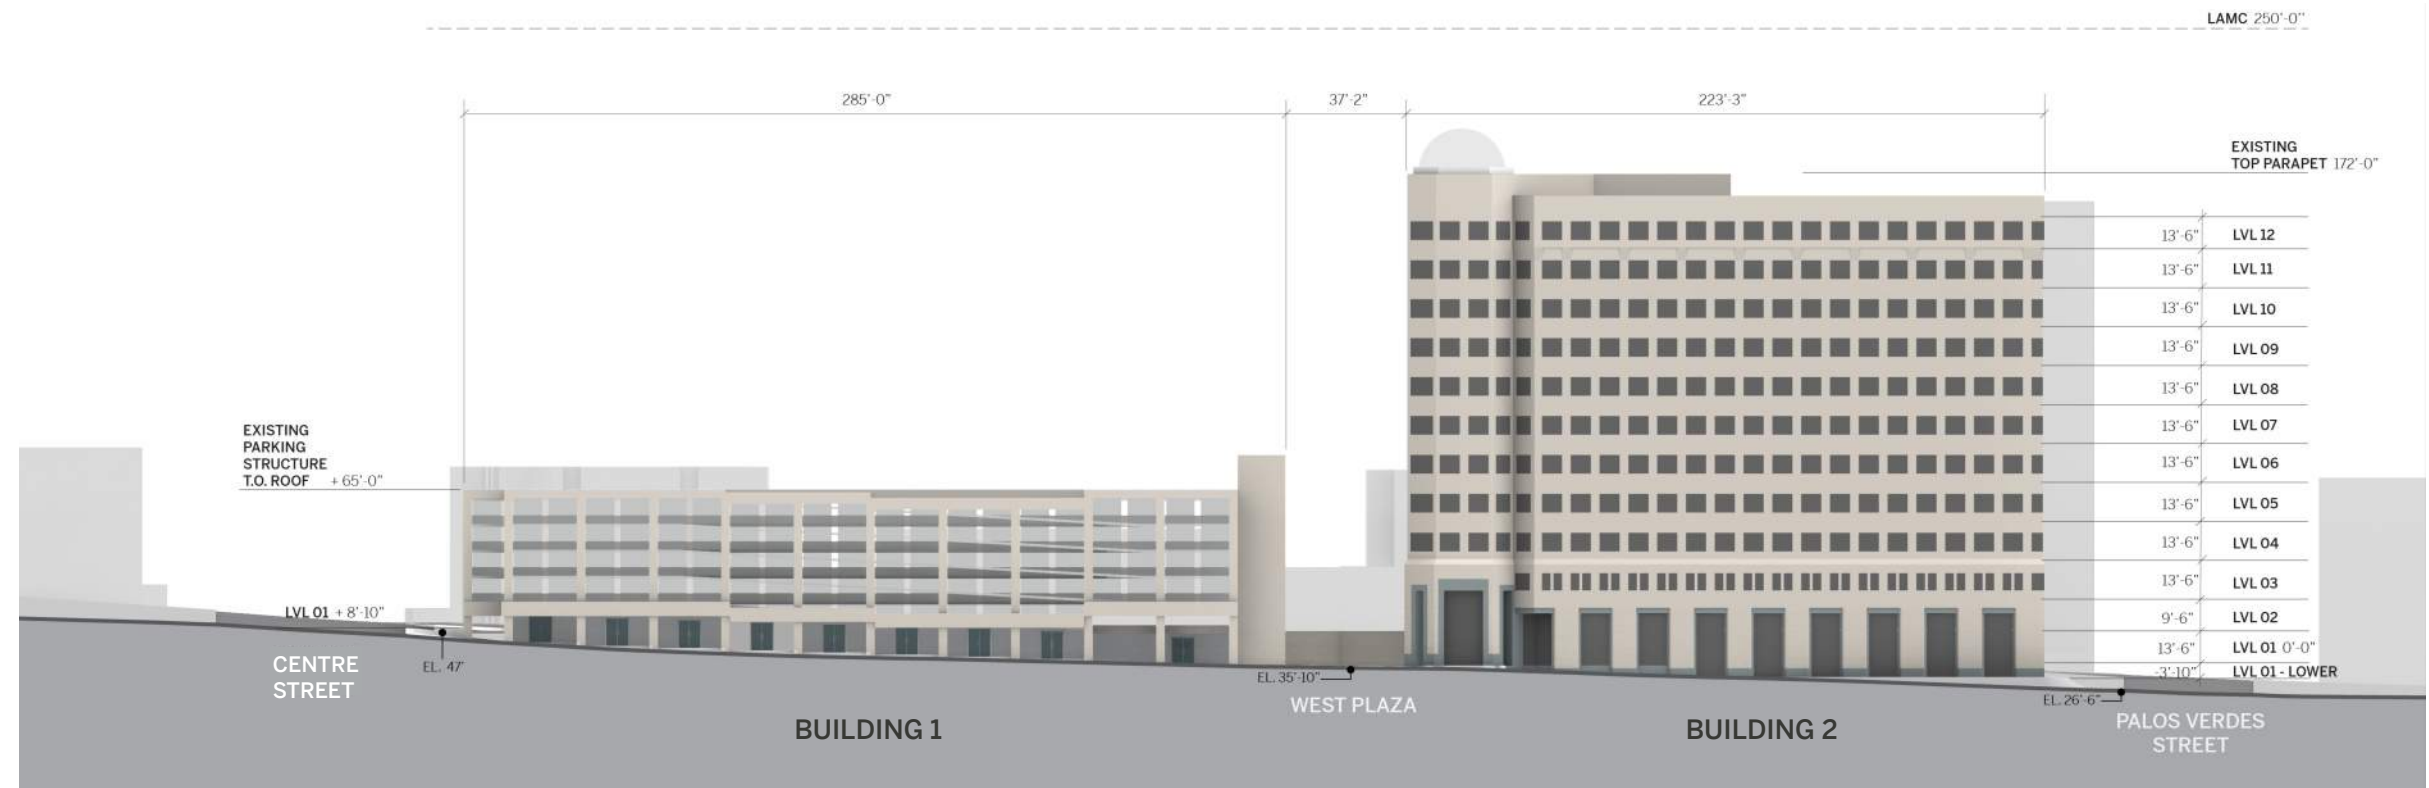 LAMC 250'-0"
285'-0"
37'-2"
223'-3"
EXISTING
TOP PARAPET 172'-0"
13'-6" LVL 12
13'-6" LVL 11
13'-6" LVL 10
13'-6" LVL 09
13'-6" LVL 08
13'-6" LVL 07
13'-6" LVL 06
13'-6" LVL 05
13'-6" LVL 04
13'-6" LVL 03
9'-6" LVL 02
13'-6" LVL 01 0'-0"
-3'-10" LVL 01 - LOWER
EXISTING
PARKING
STRUCTURE
T.O. ROOF + 65'-0"
LVL 01 + 8'-10"
CENTRE
STREET
EL. 47'
EL. 35'-10"
WEST PLAZA
EL. 26'-6"
PALOS VERDES
STREET
BUILDING 1
BUILDING 2